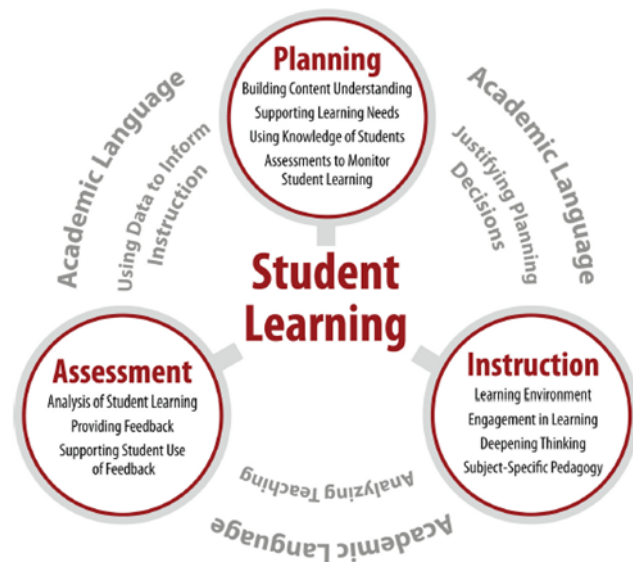 Planning
Building Content Understanding
Supporting Learning Needs
Using Knowledge of Students
Assessments to Monitor
Student Learning
Academic Language
Using Data to Inform
Instruction
Academic Language
Justifying Planning
Decisions
Student
Learning
Assessment
Analysis of Student Learning
Providing Feedback
Supporting Student Use
of Feedback
Instruction
Learning Environment
Engagement in Learning
Deepening Thinking
Subject-Specific Pedagogy
Analyzing Teaching
Academic Language